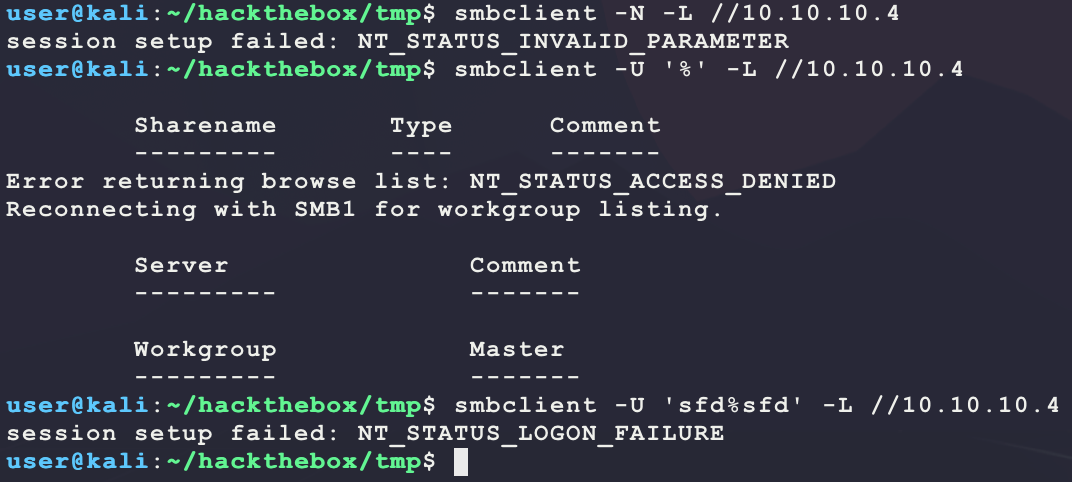 user@kali:~/hackthebox/tmp$ smbclient -N -L //10.10.10.4
session setup failed: NT_STATUS_INVALID_PARAMETER
user@kali:~/hackthebox/tmp$ smbclient -U '%' -L //10.10.10.4
Sharename Type Comment
--------- ---- -------
Error returning browse list: NT_STATUS_ACCESS_DENIED
Reconnecting with SMB1 for workgroup listing.
Server Comment
--------- -------
Workgroup Master
--------- -------
user@kali:~/hackthebox/tmp$ smbclient -U 'sfd%sfd' -L //10.10.10.4
session setup failed: NT_STATUS_LOGON_FAILURE
user@kali:~/hackthebox/tmp$